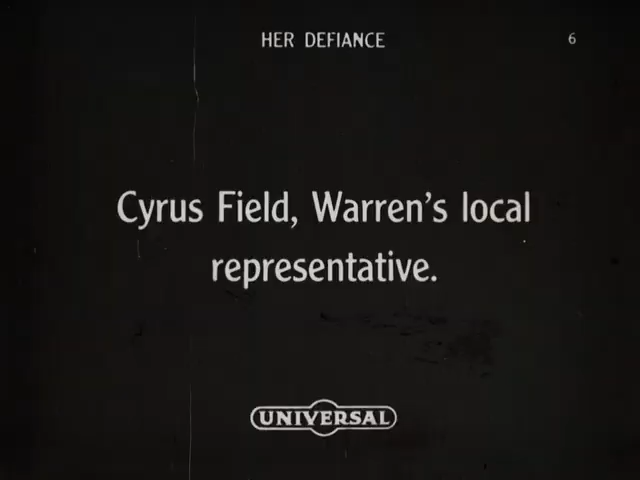 HER DEFIANCE 6
Cyrus Field, Warren's local
representative.
UNIVERSAL